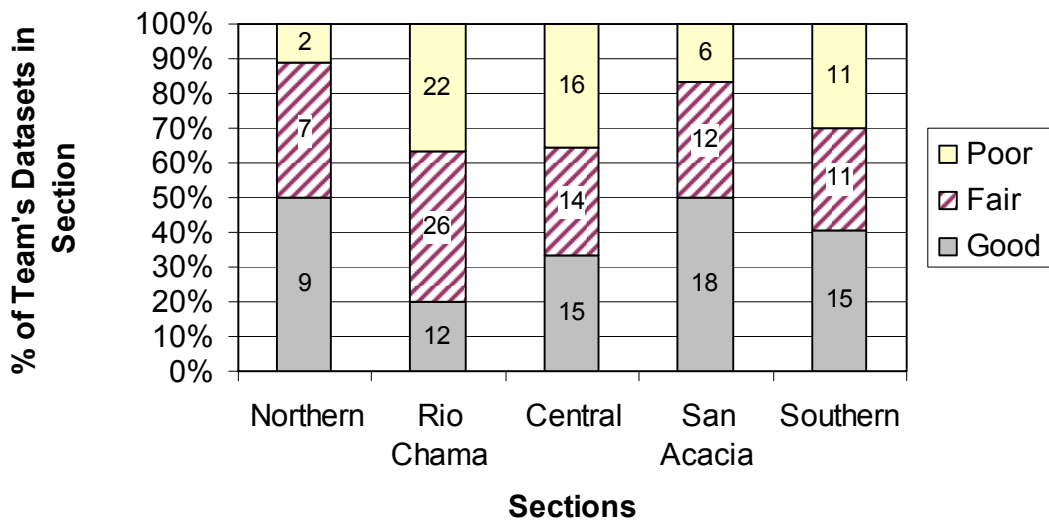 % of Team's Datasets in
Section
100%
90%
80%
70%
60%
50%
40%
30%
20%
10%
0%
2
7
9
22
26
12
16
14
15
6
12
18
11
11
15
Northern
Rio
Chama
Central
San
Acacia
Southern
Sections
Poor
Fair
Good